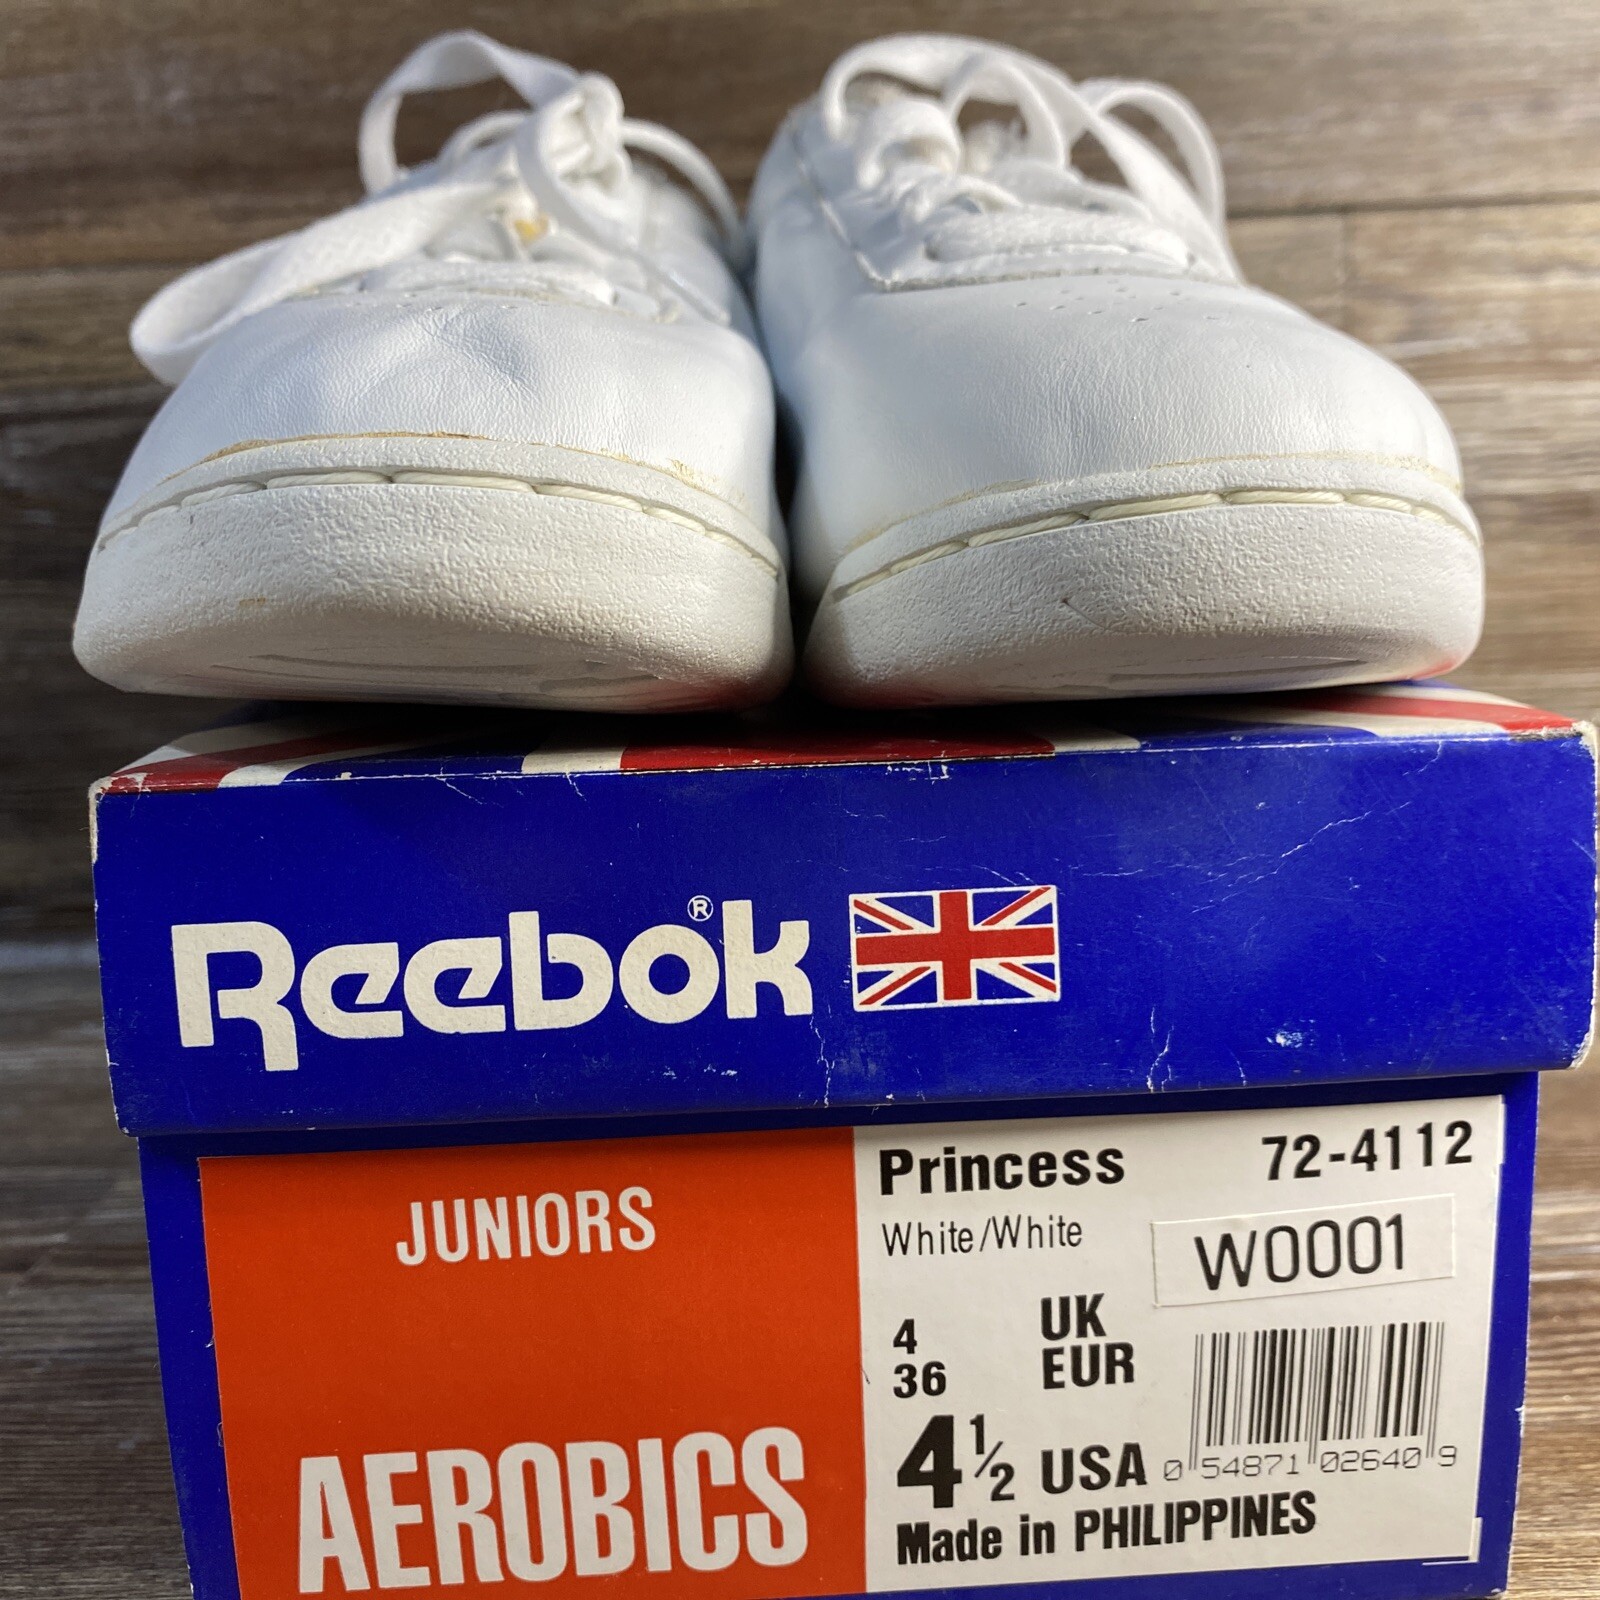 Reebok®
JUNIORS
AEROBICS
Princess 72-4112
White/White
W0001
4 UK
36 EUR
4½ USA
0 54871 02640 9
Made in PHILIPPINES